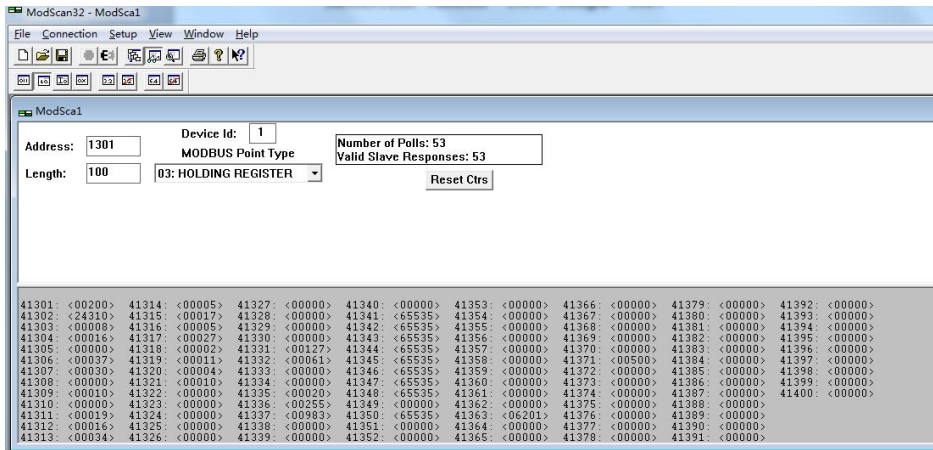 ModScan32 - ModSca1
File Connection Setup View Window Help
ModSca1
Address: 1301
Device Id: 1
MODBUS Point Type
Length: 100
03: HOLDING REGISTER
Number of Polls: 53
Valid Slave Responses: 53
Reset Ctrs
41301: <00200> 41314: <00005> 41327: <00000> 41340: <00000> 41353: <00000> 41366: <00000> 41379: <00000> 41392: <00000>
41302: <24310> 41315: <00017> 41328: <00000> 41341: <65535> 41354: <00000> 41367: <00000> 41380: <00000> 41393: <00000>
41303: <00008> 41316: <00005> 41329: <00000> 41342: <65535> 41355: <00000> 41368: <00000> 41381: <00000> 41394: <00000>
41304: <00016> 41317: <00027> 41330: <00000> 41343: <65535> 41356: <00000> 41369: <00000> 41382: <00000> 41395: <00000>
41305: <00000> 41318: <00002> 41331: <00127> 41344: <65535> 41357: <00000> 41370: <00000> 41383: <00000> 41396: <00000>
41306: <00037> 41319: <00011> 41332: <00061> 41345: <65535> 41358: <00000> 41371: <00500> 41384: <00000> 41397: <00000>
41307: <00030> 41320: <00004> 41333: <00000> 41346: <65535> 41359: <00000> 41372: <00000> 41385: <00000> 41398: <00000>
41308: <00000> 41321: <00010> 41334: <00000> 41347: <65535> 41360: <00000> 41373: <00000> 41386: <00000> 41399: <00000>
41309: <00010> 41322: <00000> 41335: <00020> 41348: <65535> 41361: <00000> 41374: <00000> 41387: <00000> 41400: <00000>
41310: <00000> 41323: <00000> 41336: <00255> 41349: <00000> 41362: <00000> 41375: <00000> 41388: <00000>
41311: <00019> 41324: <00000> 41337: <00983> 41350: <65535> 41363: <06201> 41376: <00000> 41389: <00000>
41312: <00016> 41325: <00000> 41338: <00000> 41351: <00000> 41364: <00000> 41377: <00000> 41390: <00000>
41313: <00034> 41326: <00000> 41339: <00000> 41352: <00000> 41365: <00000> 41378: <00000> 41391: <00000>